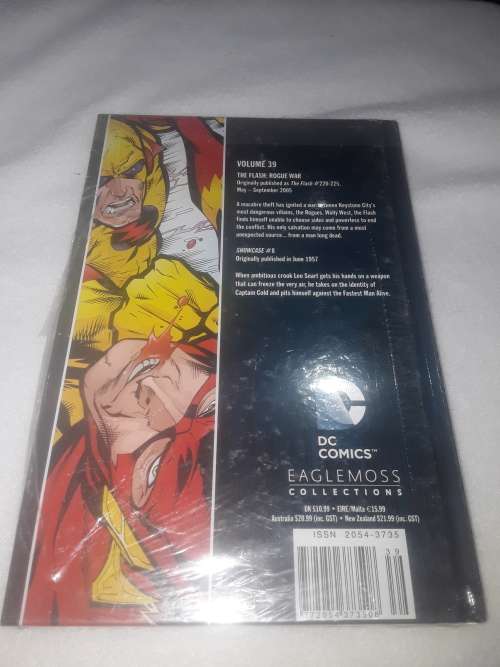 VOLUME 39
THE FLASH: ROGUE WAR
Originally published as The Flash #220-225.
May – September 2005
A macabre theft has ignited a war between Keystone City's
most dangerous villains, the Rogues. Wally West, the Flash
finds himself unable to choose sides and powerless to end
the conflict. His only salvation may come from a most
unexpected source... from a man long dead.
SHOWCASE #8
Originally published in June 1957
When ambitious crook Len Snart gets his hands on a weapon
that can freeze the very air, he takes on the identity of
Captain Cold and pits himself against the Fastest Man Alive.
DC
COMICS™
EAGLEMOSS
COLLECTIONS
UK £10.99 • EIRE/Malta €15.99
Australia $20.99 (inc. GST) • New Zealand $21.99 (inc. GST)
ISSN 2054-3735
39